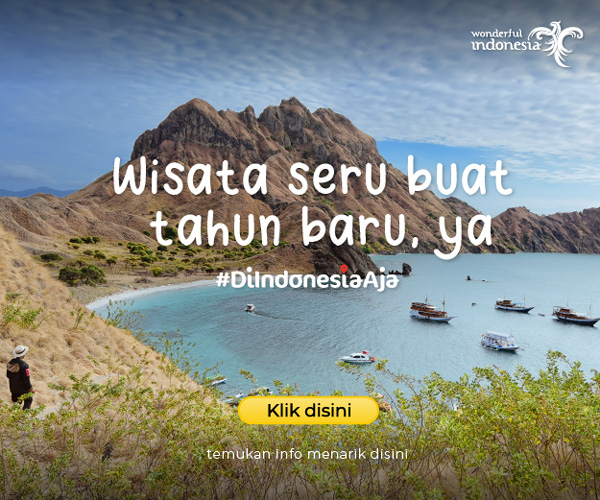 wonderful
indonesia
Wisata seru buat
tahun baru, ya
#DiIndonesiaAja
Klik disini
temukan info menarik disini